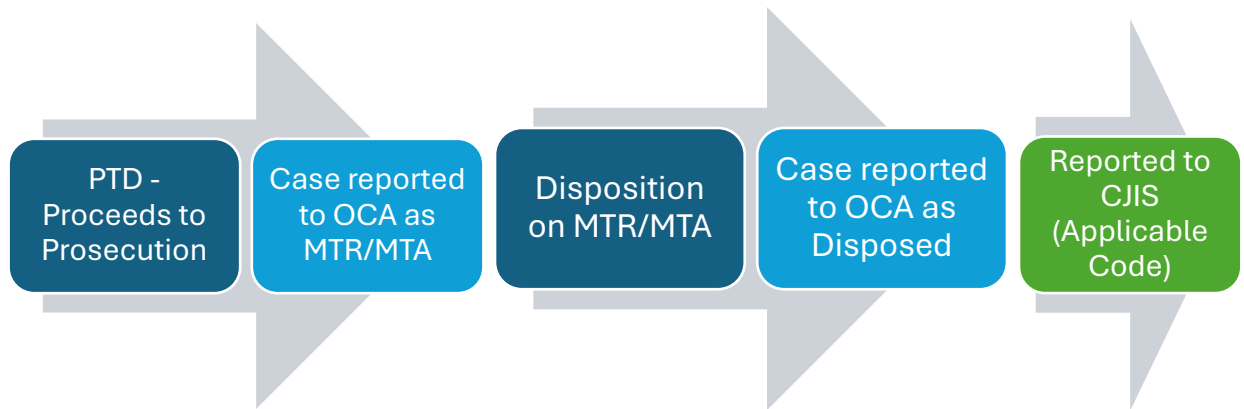 PTD -
Proceeds to
Prosecution
Case reported
to OCA as
MTR/MTA
Disposition
on MTR/MTA
Case reported
to OCA as
Disposed
Reported to
CJIS
(Applicable
Code)